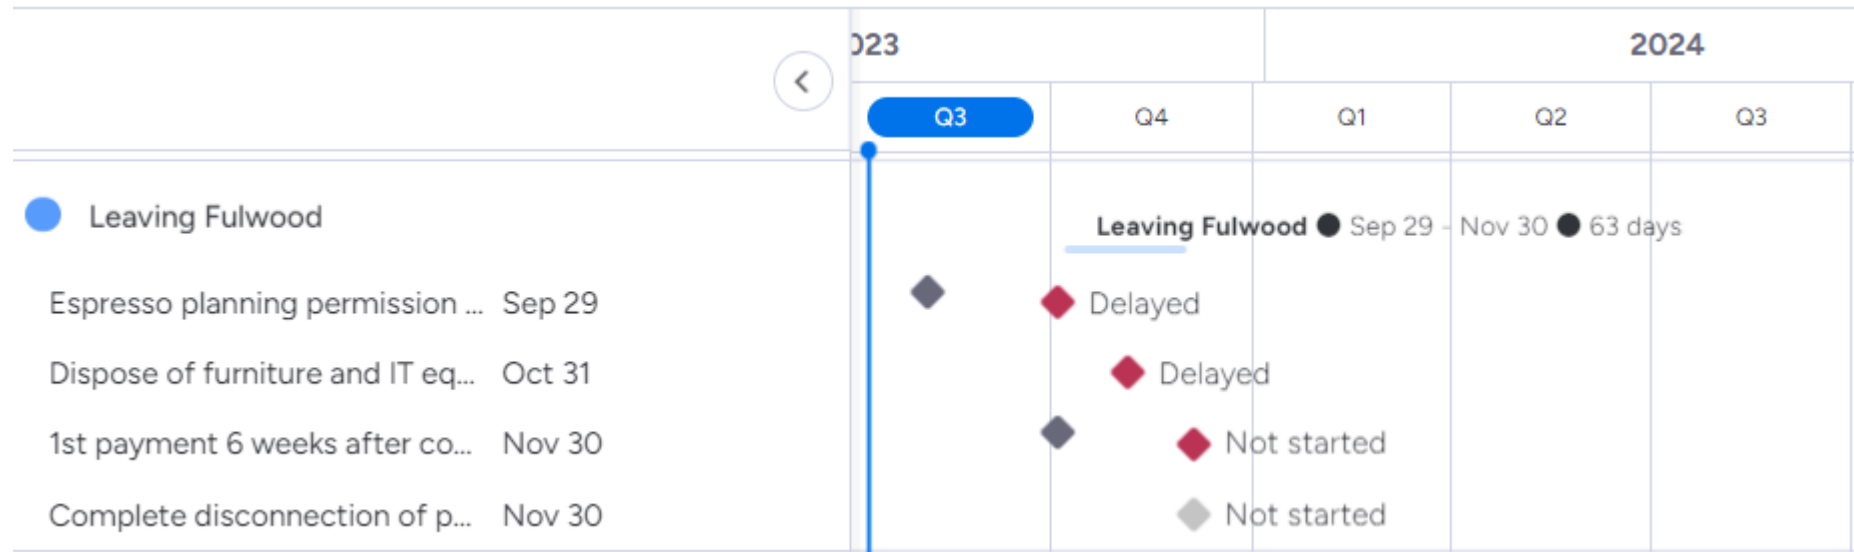 023 2024
Q3 Q4 Q1 Q2 Q3
Leaving Fulwood
Leaving Fulwood ● Sep 29 - Nov 30 ● 63 days
Espresso planning permission ... Sep 29 Delayed
Dispose of furniture and IT eq... Oct 31 Delayed
1st payment 6 weeks after co... Nov 30 Not started
Complete disconnection of p... Nov 30 Not started